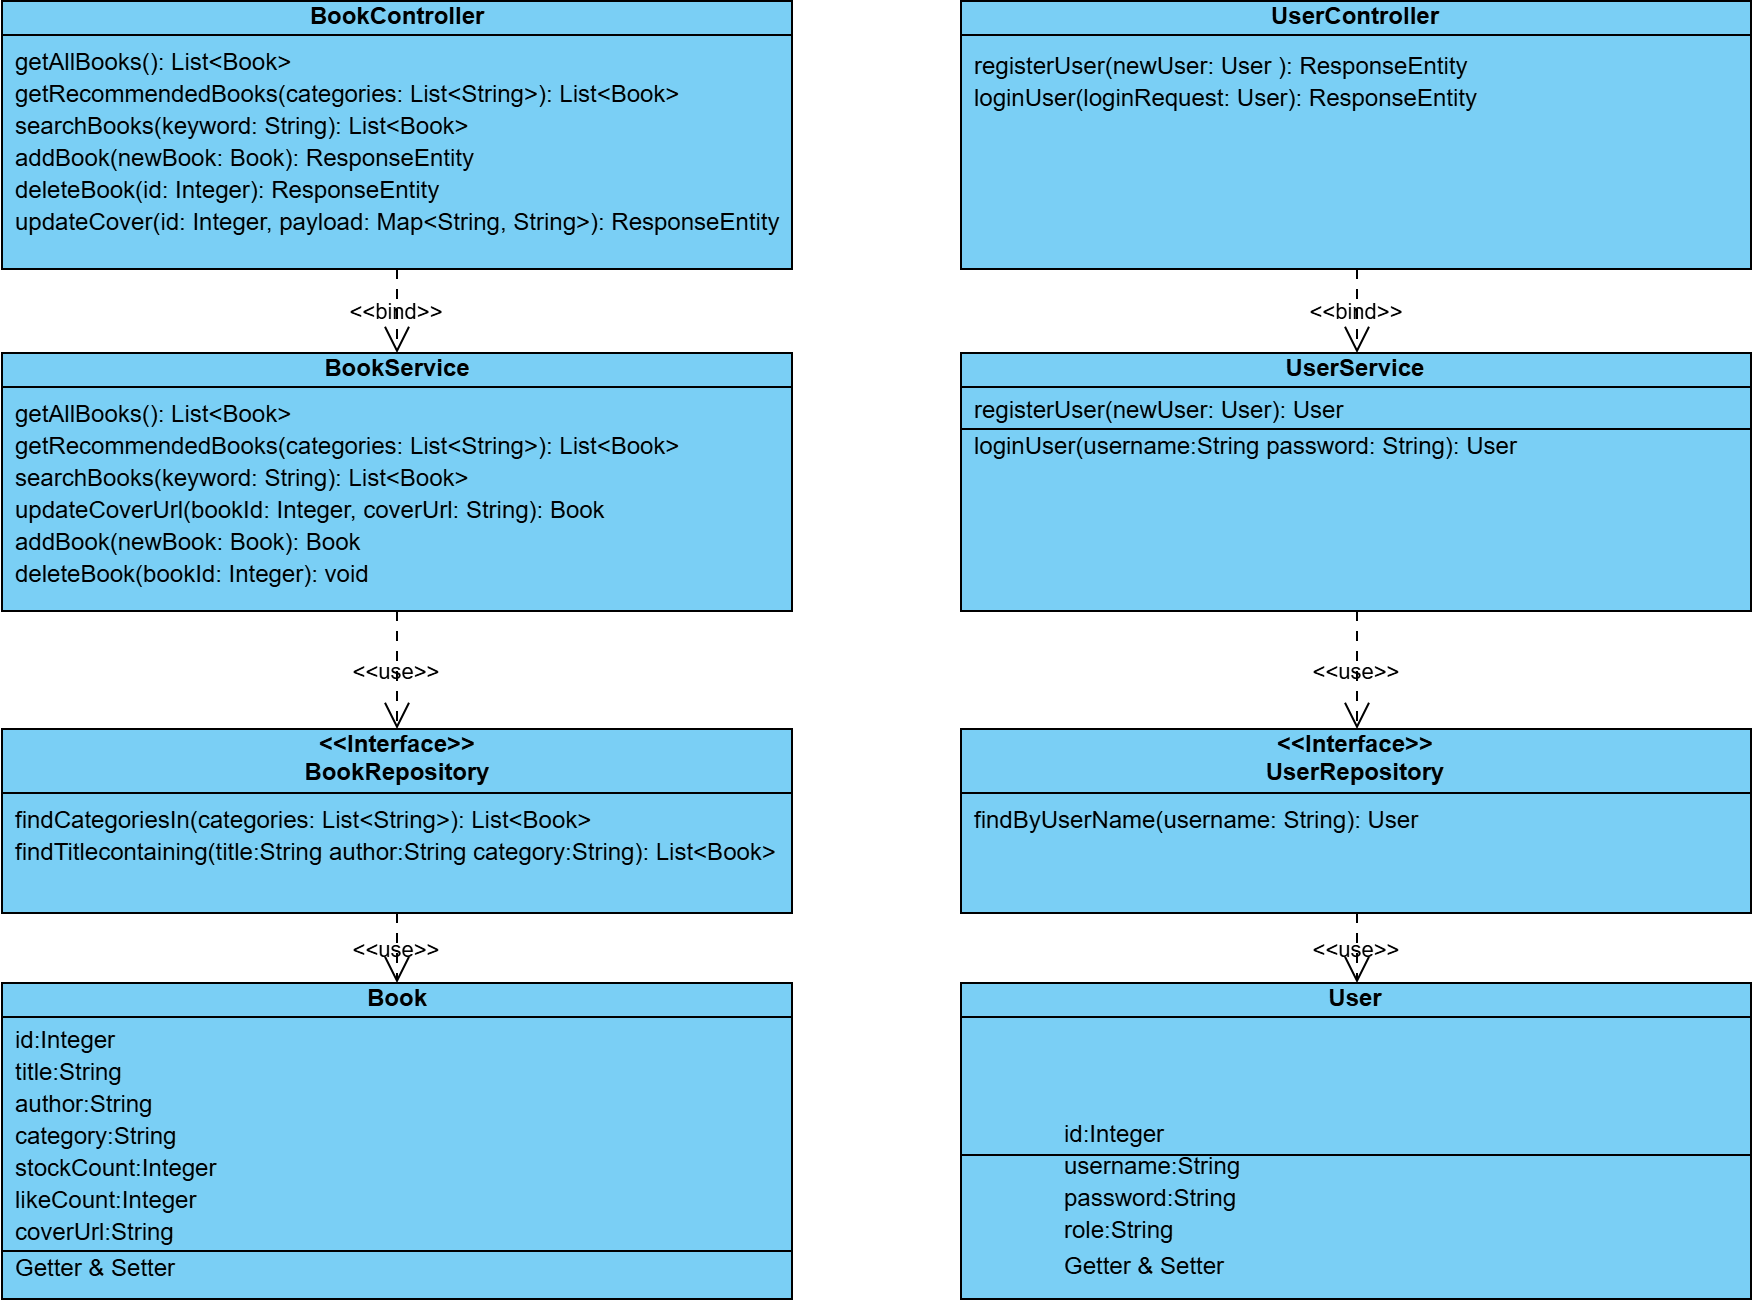 BookController
getAllBooks(): List<Book>
getRecommendedBooks(categories: List<String>): List<Book>
searchBooks(keyword: String): List<Book>
addBook(newBook: Book): ResponseEntity
deleteBook(id: Integer): ResponseEntity
updateCover(id: Integer, payload: Map<String, String>): ResponseEntity
<<bind>>
BookService
getAllBooks(): List<Book>
getRecommendedBooks(categories: List<String>): List<Book>
searchBooks(keyword: String): List<Book>
updateCoverUrl(bookId: Integer, coverUrl: String): Book
addBook(newBook: Book): Book
deleteBook(bookId: Integer): void
<<use>>
<<Interface>>
BookRepository
findCategoriesIn(categories: List<String>): List<Book>
findTitlecontaining(title:String author:String category:String): List<Book>
<<use>>
Book
id:Integer
title:String
author:String
category:String
stockCount:Integer
likeCount:Integer
coverUrl:String
Getter & Setter
UserController
registerUser(newUser: User ): ResponseEntity
loginUser(loginRequest: User): ResponseEntity
<<bind>>
UserService
registerUser(newUser: User): User
loginUser(username:String password: String): User
<<use>>
<<Interface>>
UserRepository
findByUserName(username: String): User
<<use>>
User
id:Integer
username:String
password:String
role:String
Getter & Setter